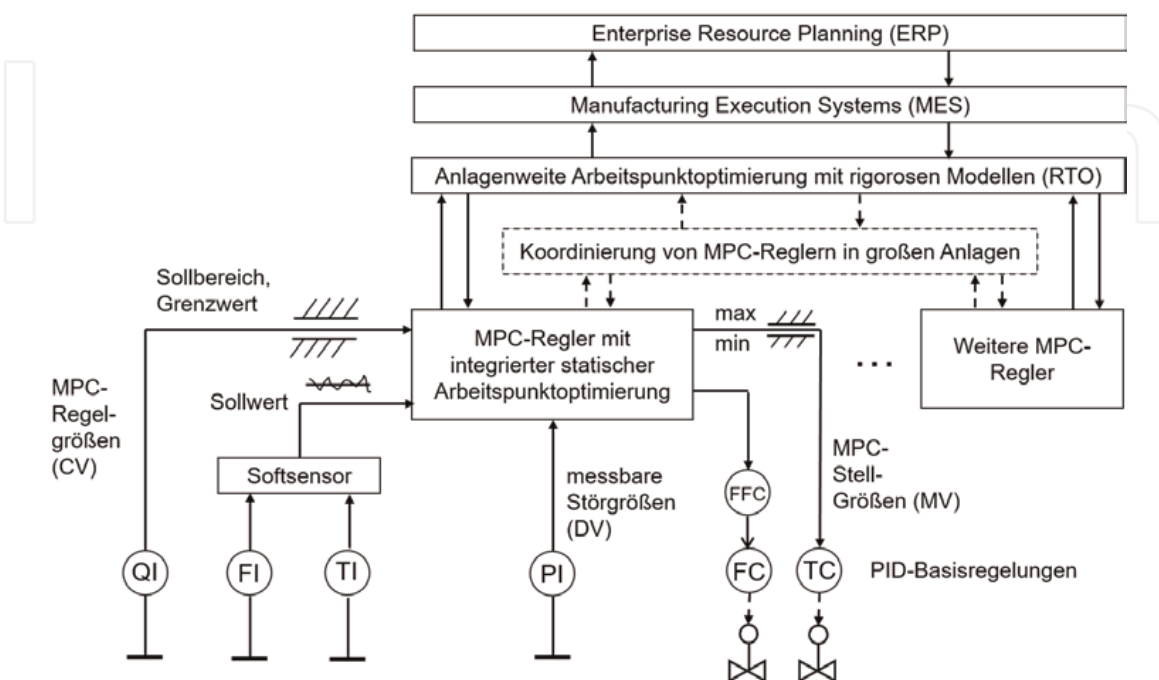 Enterprise Resource Planning (ERP)
Manufacturing Execution Systems (MES)
Anlagenweite Arbeitspunktoptimierung mit rigorosen Modellen (RTO)
Koordinierung von MPC-Reglern in großen Anlagen
Sollbereich,
Grenzwert
MPC-Regler mit
integrierter statischer
Arbeitspunktoptimierung
max
min
...
Weitere MPC-
Regler
MPC-
Regel-
größen
(CV)
Sollwert
Softsensor
messbare
Störgrößen
(DV)
MPC-
Stell-
Größen (MV)
FFC
QI
FI
TI
PI
FC
TC
PID-Basisregelungen